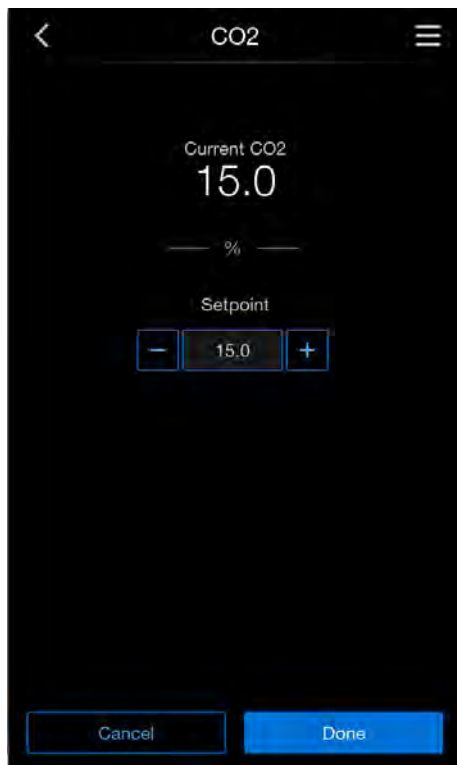 CO2
Current CO2
15.0
%
Setpoint
− 15.0 +
Cancel Done